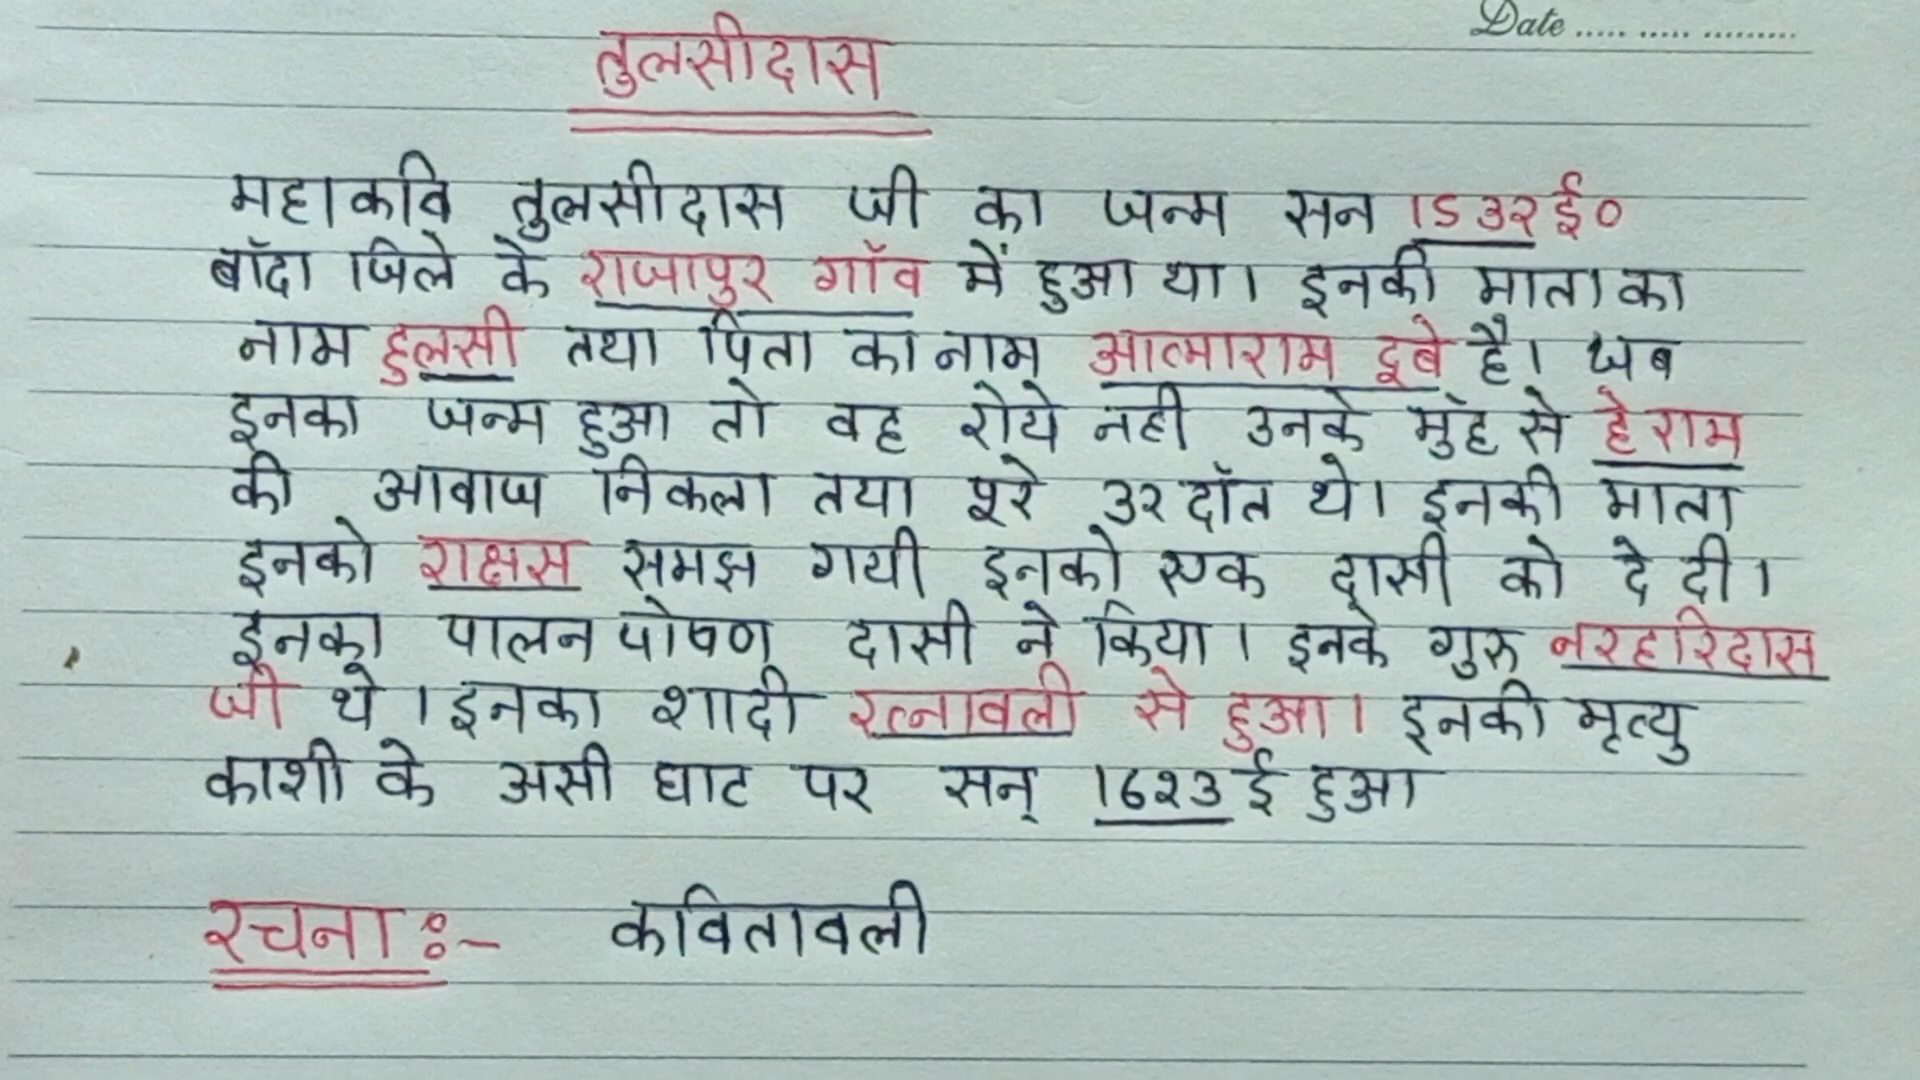 Date ..... ..... .........
तुलसीदास
महाकवि तुलसीदास जी का जन्म सन 1532ई०
बॉदा जिले के राजापुर गॉव में हुआ था। इनकी माता का
नाम हुलसी तथा पिता का नाम आत्माराम दूबे है। जब
इनका जन्म हुआ तो वह रोये नही उनके मुँह से हे राम
की आवाज निकला तथा पूरे 32 दॉत थे। इनकी माता
इनको राक्षस समझ गयी इनको एक दासी को दे दी।
इनका पालन पोषण दासी ने किया। इनके गुरु नरहरिदास
जी थे। इनका शादी रत्नावली से हुआ। इनकी मृत्यु
काशी के असी घाट पर सन् 1623 ई हुआ
रचना :- कवितावली